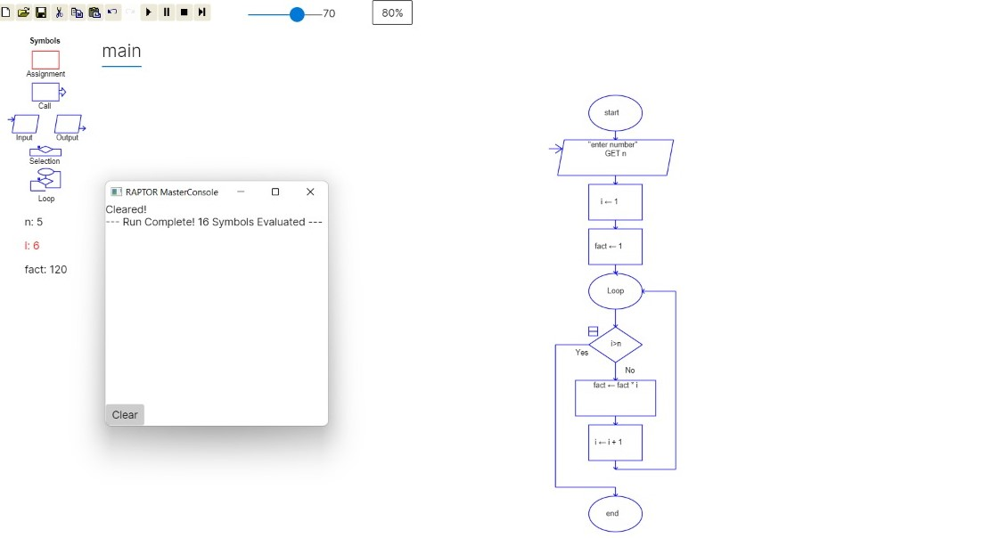 70
80%
Symbols
Assignment
Call
Input
Output
Selection
Loop
n: 5
i: 6
fact: 120
main
RAPTOR MasterConsole
Cleared!
--- Run Complete! 16 Symbols Evaluated ---
Clear
start
"enter number"
GET n
i ← 1
fact ← 1
Loop
i>n
Yes
No
fact ← fact * i
i ← i + 1
end